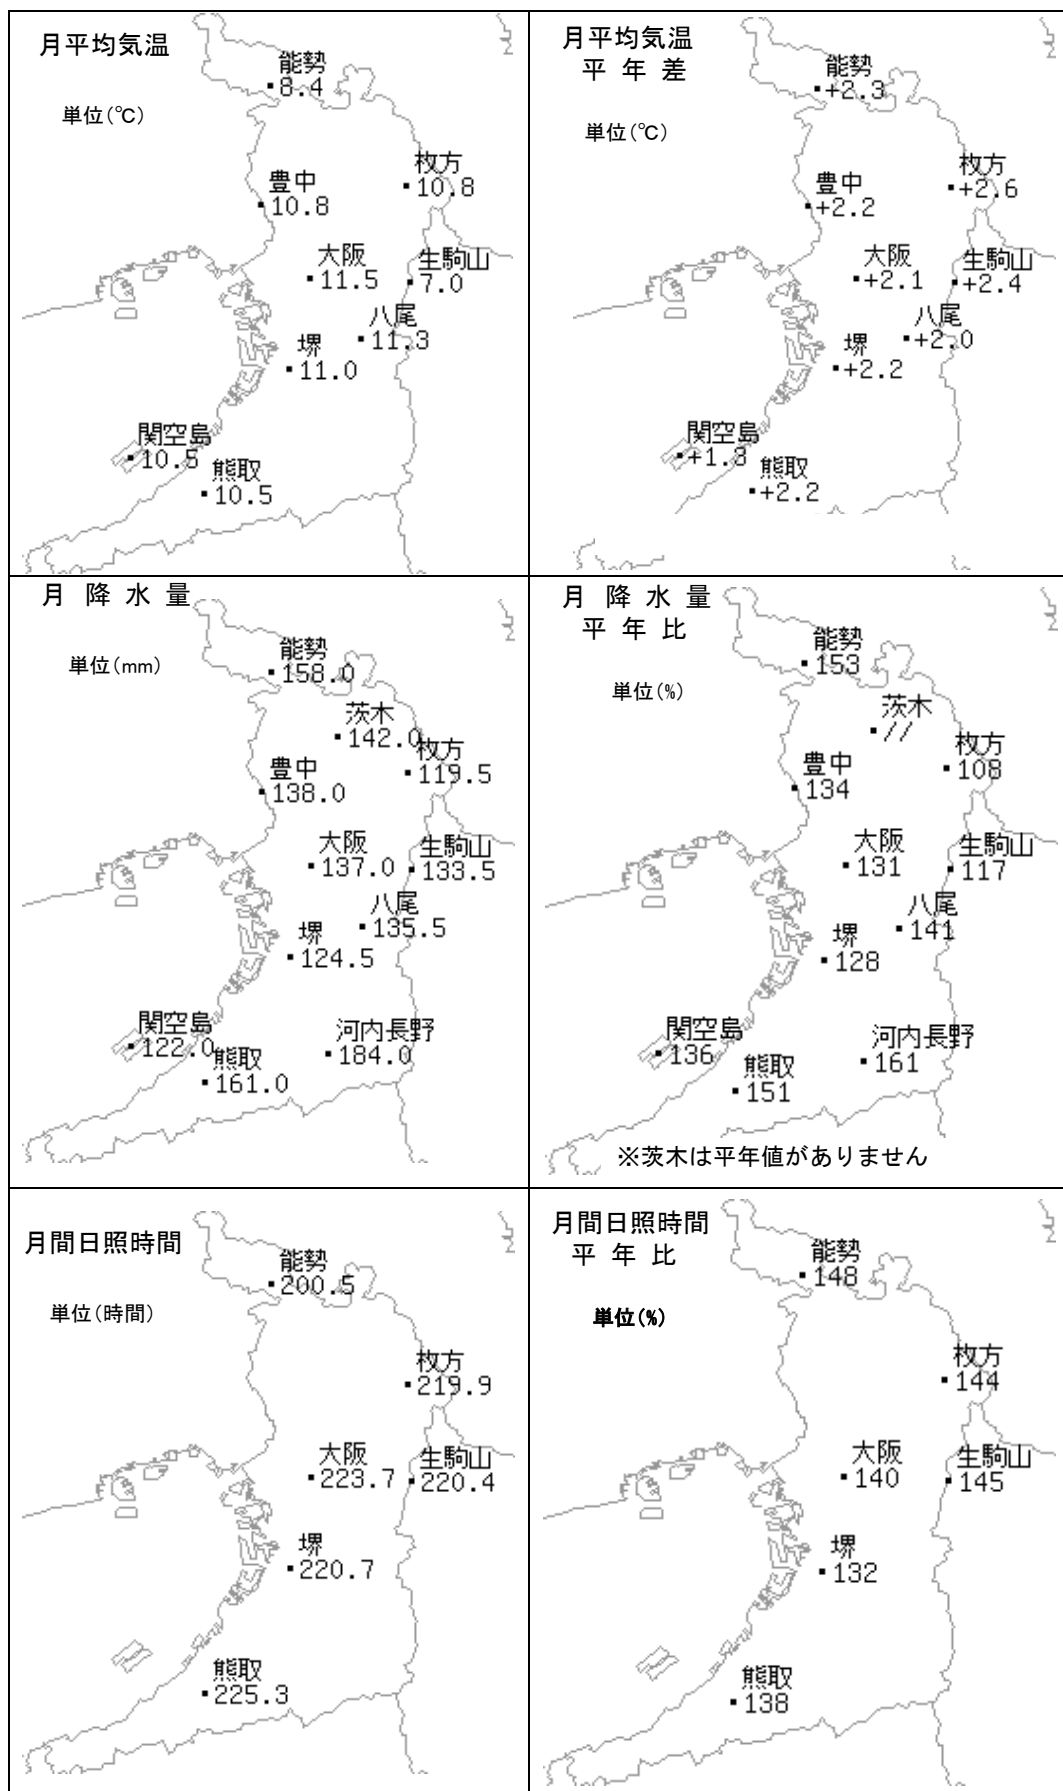 月平均気温
単位(℃)
能勢
8.4
枚方
10.8
豊中
10.8
大阪
11.5
生駒山
7.0
八尾
11.3
堺
11.0
関空島
10.5
熊取
10.5
月平均気温
平 年 差
単位(℃)
能勢
+2.3
枚方
+2.6
豊中
+2.2
大阪
+2.1
生駒山
+2.4
八尾
+2.0
堺
+2.2
関空島
+1.3
熊取
+2.2
月 降 水 量
単位(mm)
能勢
158.0
茨木
142.0
枚方
119.5
豊中
138.0
大阪
137.0
生駒山
133.5
八尾
135.5
堺
124.5
関空島
122.0
河内長野
184.0
熊取
161.0
月 降 水 量
平 年 比
単位(%)
能勢
153
茨木
//
枚方
108
豊中
134
大阪
131
生駒山
117
八尾
141
堺
128
関空島
136
河内長野
161
熊取
151
※茨木は平年値がありません
月間日照時間
単位(時間)
能勢
200.5
枚方
219.9
大阪
223.7
生駒山
220.4
堺
220.7
熊取
225.3
月間日照時間
平 年 比
単位(%)
能勢
148
枚方
144
大阪
140
生駒山
145
堺
132
熊取
138